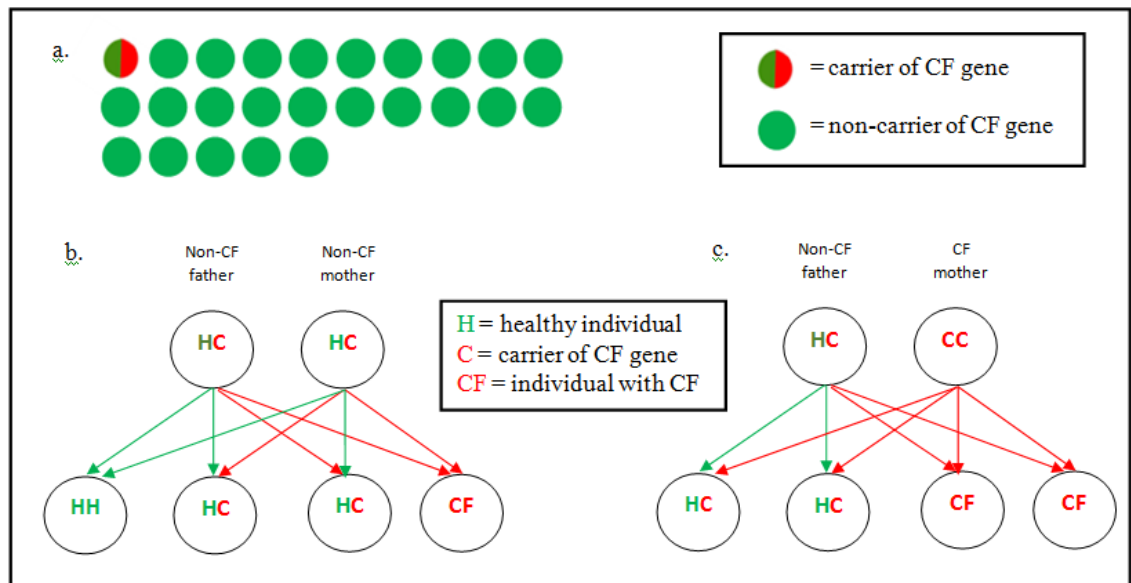 a.
= carrier of CF gene
= non-carrier of CF gene
b.
Non-CF
father
Non-CF
mother
HC
HC
HH
HC
HC
CF
H = healthy individual
C = carrier of CF gene
CF = individual with CF
c.
Non-CF
father
CF
mother
HC
CC
HC
HC
CF
CF